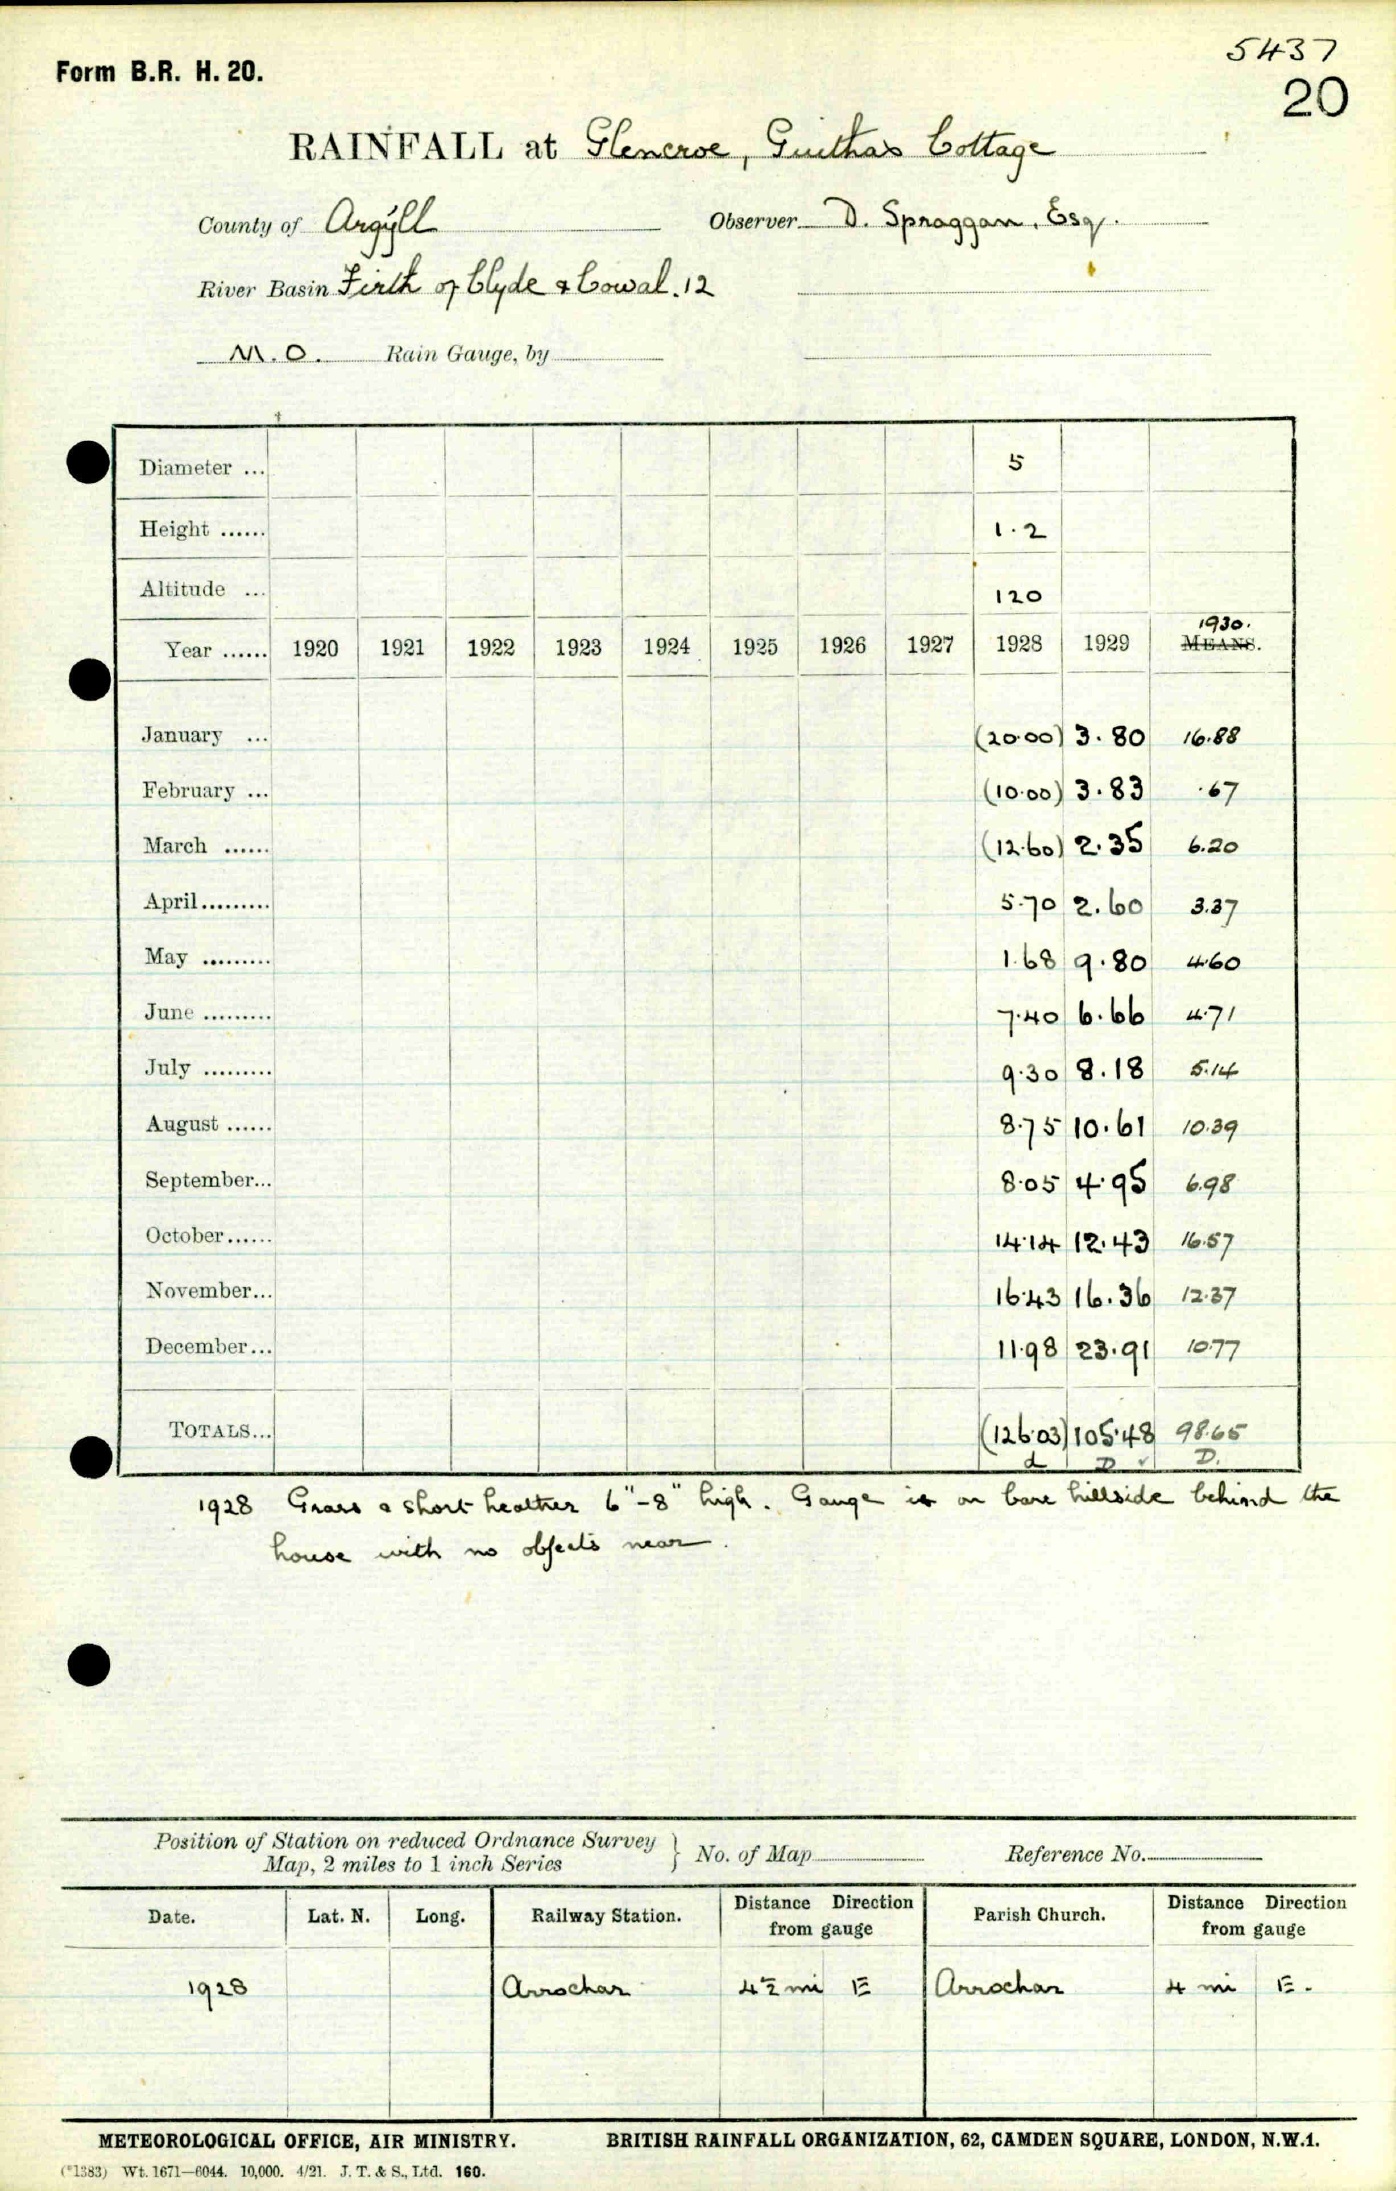 5437
Form B.R. H. 20.
20
RAINFALL at Glencroe, Guithas Cottage
County of Argyll Observer D. Spraggan, Esq.
River Basin Firth of Clyde & Cowal. 12
M.O. Rain Gauge, by
Diameter ... 5
Height ...... 1.2
Altitude ... 120
1930.
Year ...... 1920 1921 1922 1923 1924 1925 1926 1927 1928 1929 MEANS.
January ... (20.00) 3.80 16.88
February ... (10.00) 3.83 .67
March ...... (12.60) 2.35 6.20
April......... 5.70 2.60 3.37
May ......... 1.68 9.80 4.60
June ......... 7.40 6.66 4.71
July ......... 9.30 8.18 5.14
August ...... 8.75 10.61 10.39
September... 8.05 4.95 6.98
October...... 14.14 12.43 16.57
November... 16.43 16.36 12.37
December... 11.98 23.91 10.77
TOTALS... (126.03) 105.48 98.65
d D ✓ D.
1928 Grass & short heather 6"-8" high. Gauge is on bare hillside behind the
house with no objects near.
Position of Station on reduced Ordnance Survey
Map, 2 miles to 1 inch Series } No. of Map Reference No.
Date. Lat. N. Long. Railway Station. Distance Direction from gauge Parish Church. Distance Direction from gauge
1928 Arrochar 4½ mi E Arrochar 4 mi E.
METEOROLOGICAL OFFICE, AIR MINISTRY. BRITISH RAINFALL ORGANIZATION, 62, CAMDEN SQUARE, LONDON, N.W.1.
(*1383) Wt. 1671—6044. 10,000. 4/21. J. T. & S., Ltd. 160.